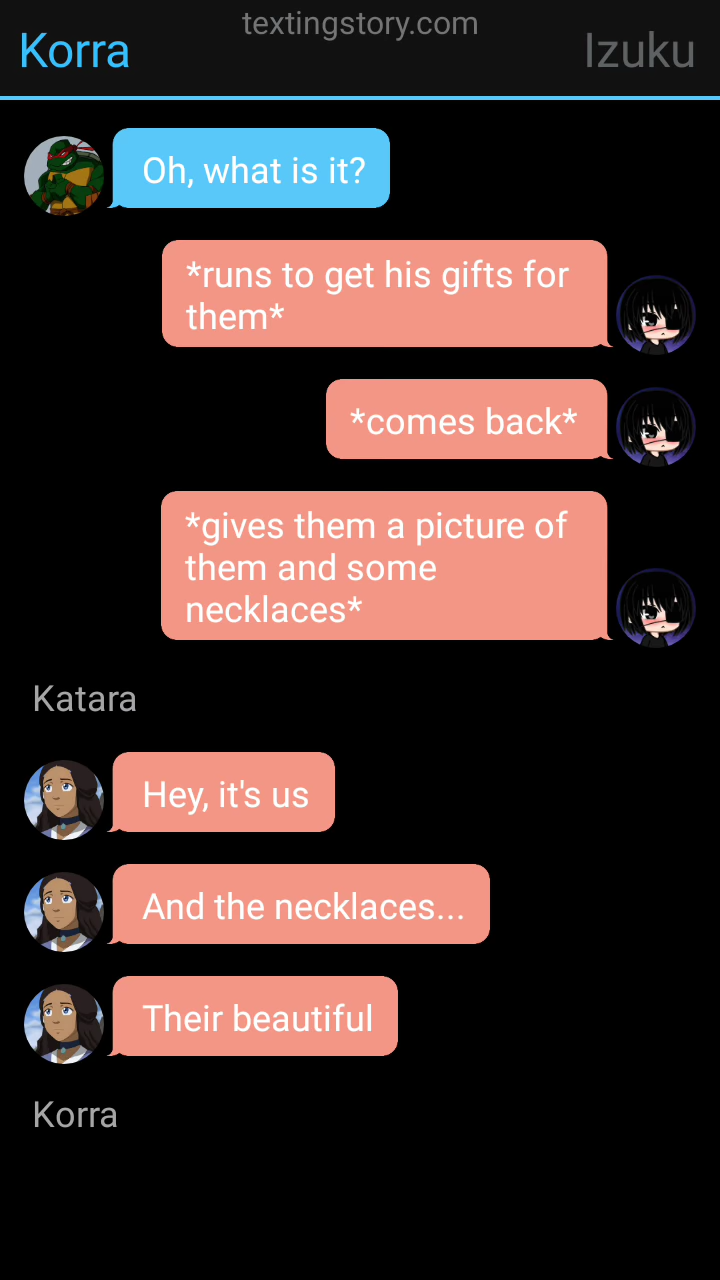 textingstory.com
Korra
Izuku
Oh, what is it?
*runs to get his gifts for
them*
*comes back*
*gives them a picture of
them and some
necklaces*
Katara
Hey, it's us
And the necklaces...
Their beautiful
Korra